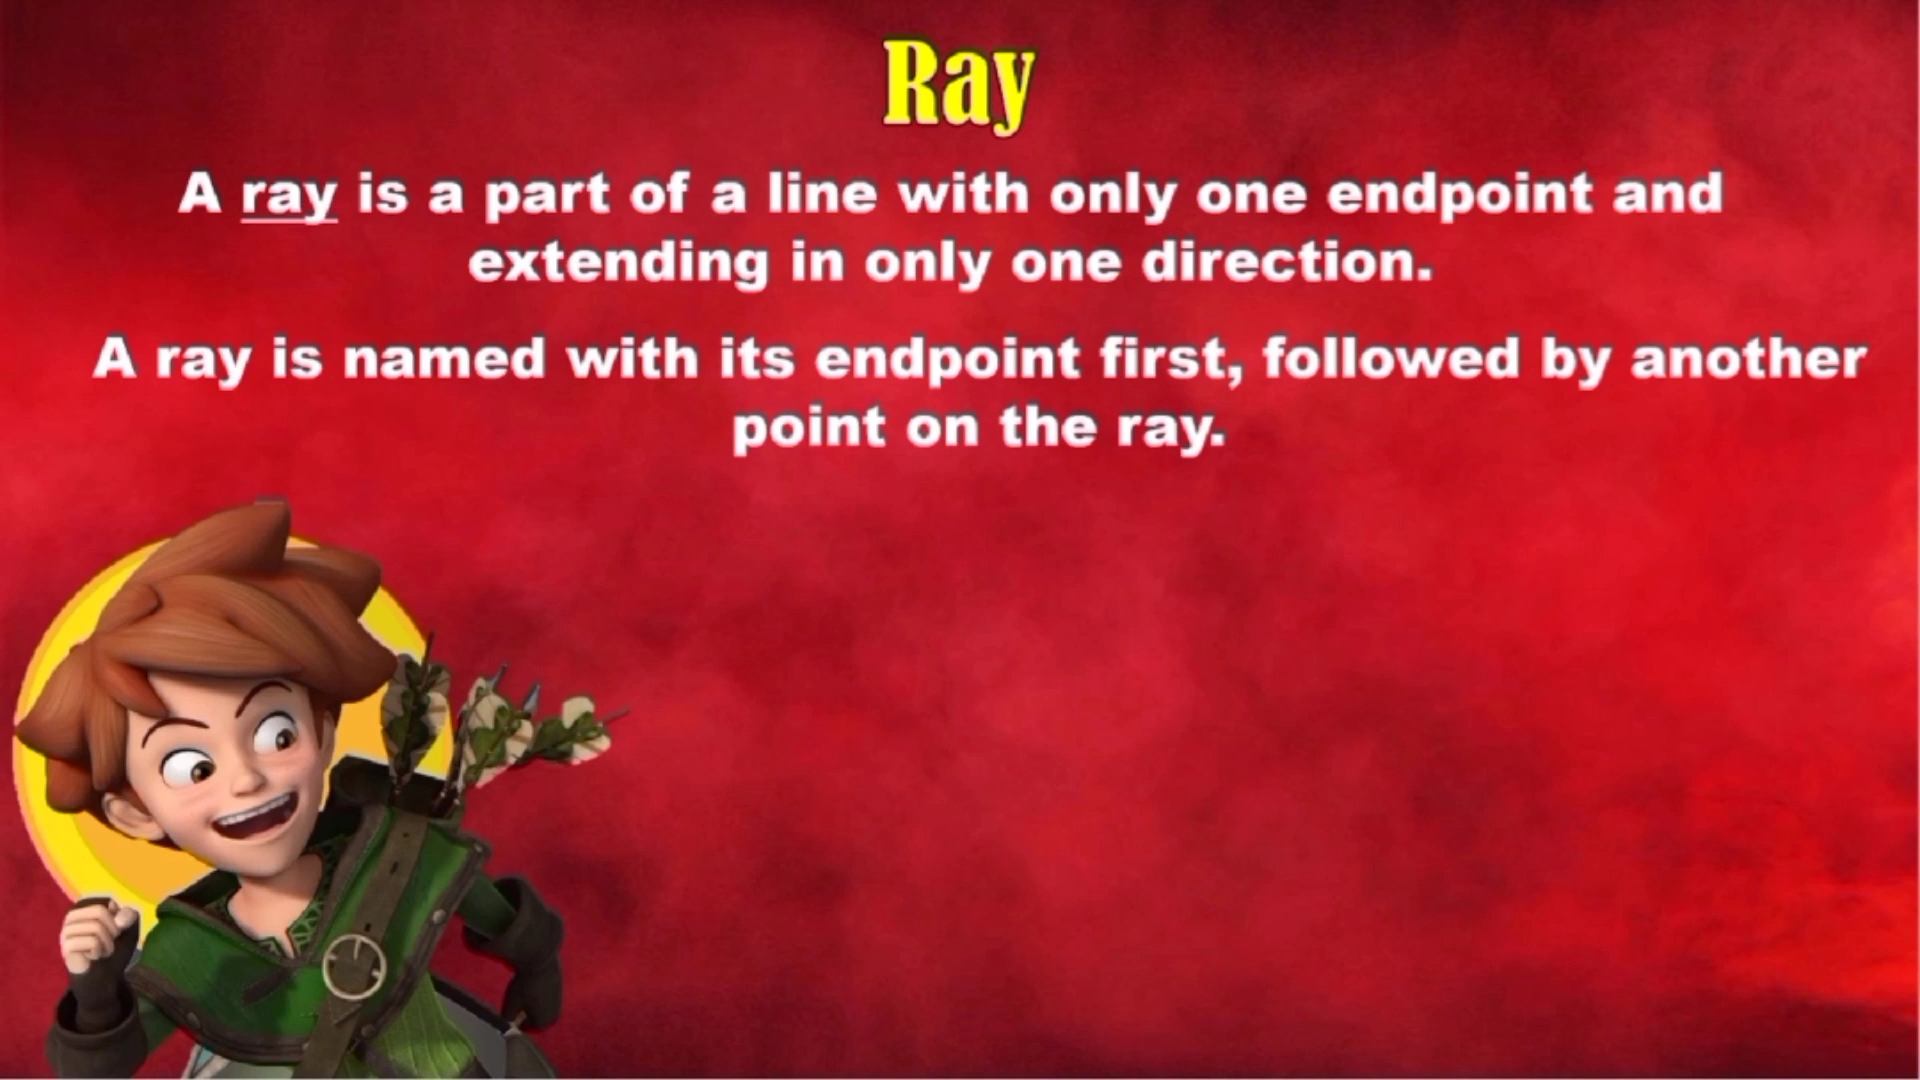 Ray
A ray is a part of a line with only one endpoint and
extending in only one direction.
A ray is named with its endpoint first, followed by another
point on the ray.